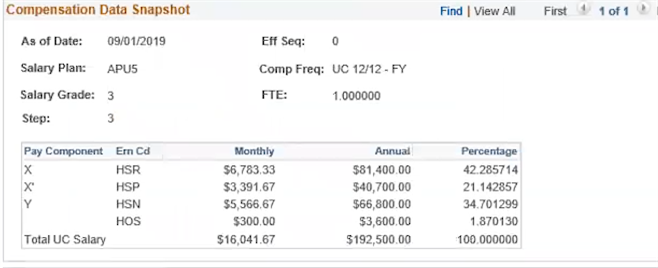 Compensation Data Snapshot Find | View All First 1 of 1
As of Date: 09/01/2019 Eff Seq: 0
Salary Plan: APU5 Comp Freq: UC 12/12 - FY
Salary Grade: 3 FTE: 1.000000
Step: 3
Pay Component Ern Cd Monthly Annual Percentage
X HSR $6,783.33 $81,400.00 42.285714
X' HSP $3,391.67 $40,700.00 21.142857
Y HSN $5,566.67 $66,800.00 34.701299
HOS $300.00 $3,600.00 1.870130
Total UC Salary $16,041.67 $192,500.00 100.000000